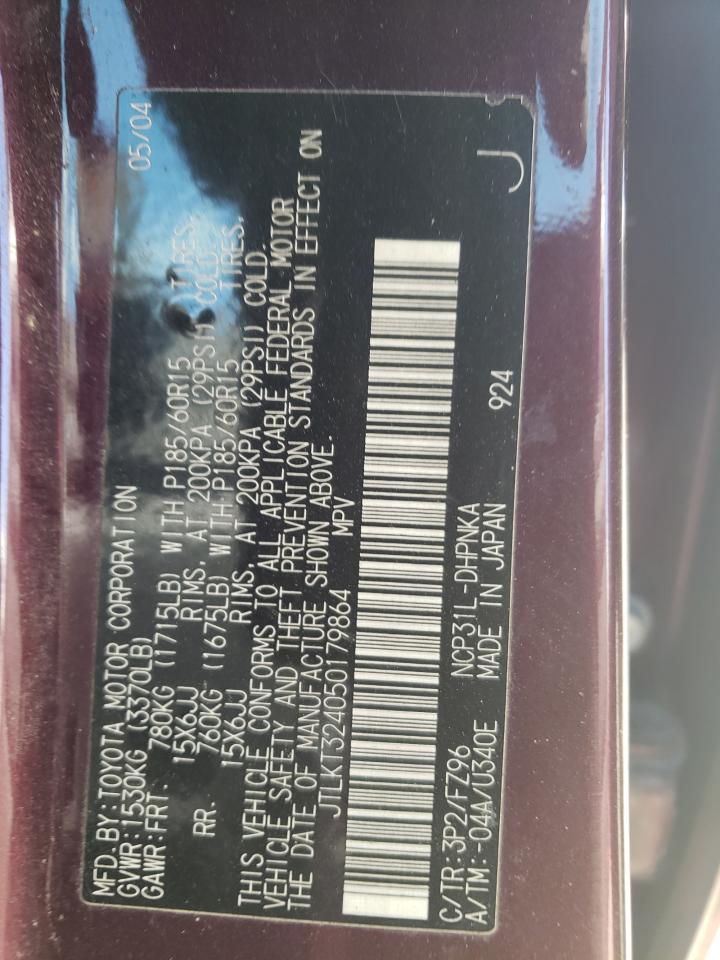 MFD.BY:TOYOTA MOTOR CORPORATION 05/04
GVWR:1530KG (3370LB)
GAWR:FRT. 780KG (1715LB) WITH P185/60R15 TIRES,
15X6JJ RIMS, AT 200KPA (29PSI) COLD.
RR. 760KG (1675LB) WITH P185/60R15 TIRES,
15X6JJ RIMS, AT 200KPA (29PSI) COLD.
THIS VEHICLE CONFORMS TO ALL APPLICABLE FEDERAL MOTOR
VEHICLE SAFETY AND THEFT PREVENTION STANDARDS IN EFFECT ON
THE DATE OF MANUFACTURE SHOWN ABOVE.
JTLKT324050179864 MPV
C/TR:3P2/FZ96 NCP31L-DHPNKA 924 J
A/TM:-04A/U340E MADE IN JAPAN